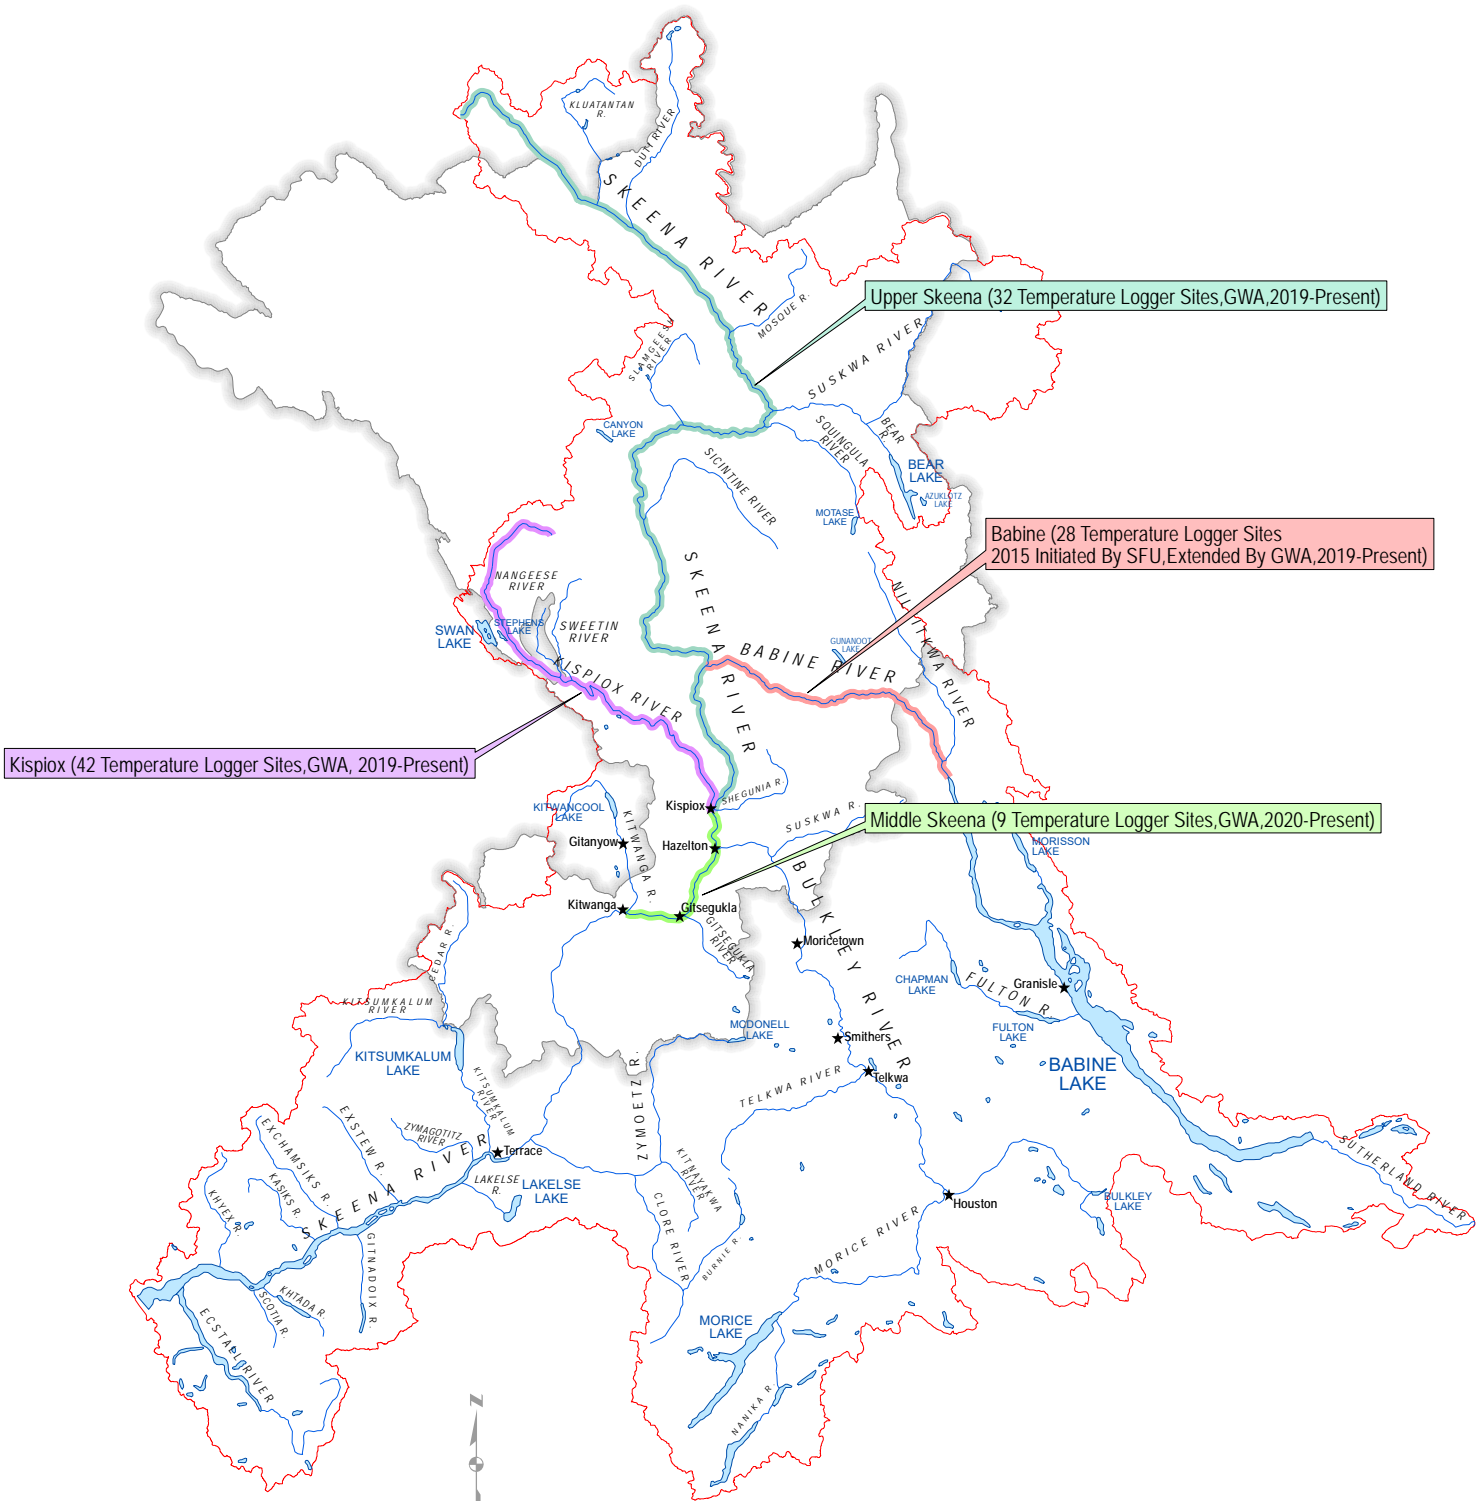 KLUATANTAN
R.
DUTI RIVER
SKEENA RIVER
MOSQUE R.
Upper Skeena (32 Temperature Logger Sites,GWA,2019-Present)
SLAMGEESH
RIVER
SUSKWA RIVER
CANYON
LAKE
SQUINGULA
RIVER
BEAR
R.
BEAR
LAKE
AZUKLOTZ
LAKE
SICINTINE RIVER
MOTASE
LAKE
Babine (28 Temperature Logger Sites
2015 Initiated By SFU,Extended By GWA,2019-Present)
NANGEESE
RIVER
SKEENA RIVER
SWAN
LAKE
STEPHENS
LAKE
SWEETIN
RIVER
GUNANOOT
LAKE
BABINE RIVER
KISPIOX RIVER
Kispiox (42 Temperature Logger Sites,GWA, 2019-Present)
SHEGUNIA R.
Kispiox
KITWANCOOL
LAKE
KITWANGA R.
SUSKWA R.
Middle Skeena (9 Temperature Logger Sites,GWA,2020-Present)
Gitanyow
Hazelton
MORISSON
LAKE
BULKLEY RIVER
Kitwanga
Gitsegukla
GITSEGUKLA
RIVER
Moricetown
CEDAR R.
CHAPMAN
LAKE
FULTON R.
Granisle
KITSUMKALUM
RIVER
MCDONELL
LAKE
FULTON
LAKE
Smithers
KITSUMKALUM
LAKE
KITSUMKALUM
RIVER
ZYMOETZ R.
TELKWA RIVER
Telkwa
BABINE
LAKE
EXCHAMSIKS R.
EXSTEW R.
ZYMAGOTITZ
RIVER
Terrace
SKEENA RIVER
KHYEX R.
KASIKS R.
LAKELSE
R.
LAKELSE
LAKE
KITNAYAKWA
RIVER
CLORE RIVER
BURNIE R.
SUTHERLAND RIVER
BULKLEY
LAKE
Houston
MORICE RIVER
GITNADOIX R.
KHTADA R.
SCOTIA R.
ECSTALL RIVER
MORICE
LAKE
NANIKA R.
N